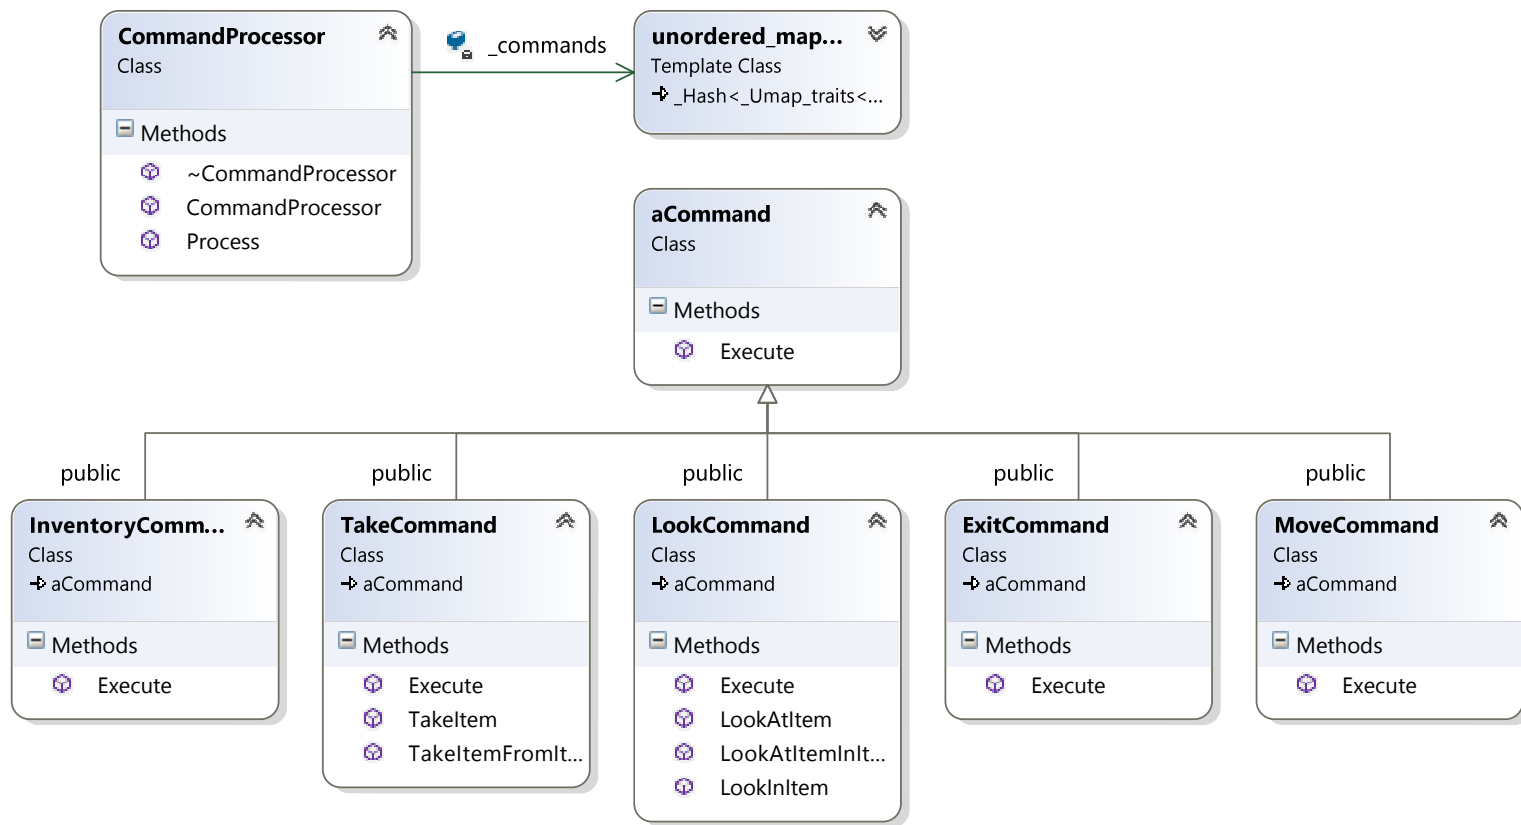 CommandProcessor
Class
Methods
~CommandProcessor
CommandProcessor
Process
_commands
unordered_map...
Template Class
_Hash<_Umap_traits<...
aCommand
Class
Methods
Execute
public
public
public
public
public
InventoryComm...
Class
aCommand
Methods
Execute
TakeCommand
Class
aCommand
Methods
Execute
TakeItem
TakeItemFromIt...
LookCommand
Class
aCommand
Methods
Execute
LookAtItem
LookAtItemInIt...
LookInItem
ExitCommand
Class
aCommand
Methods
Execute
MoveCommand
Class
aCommand
Methods
Execute